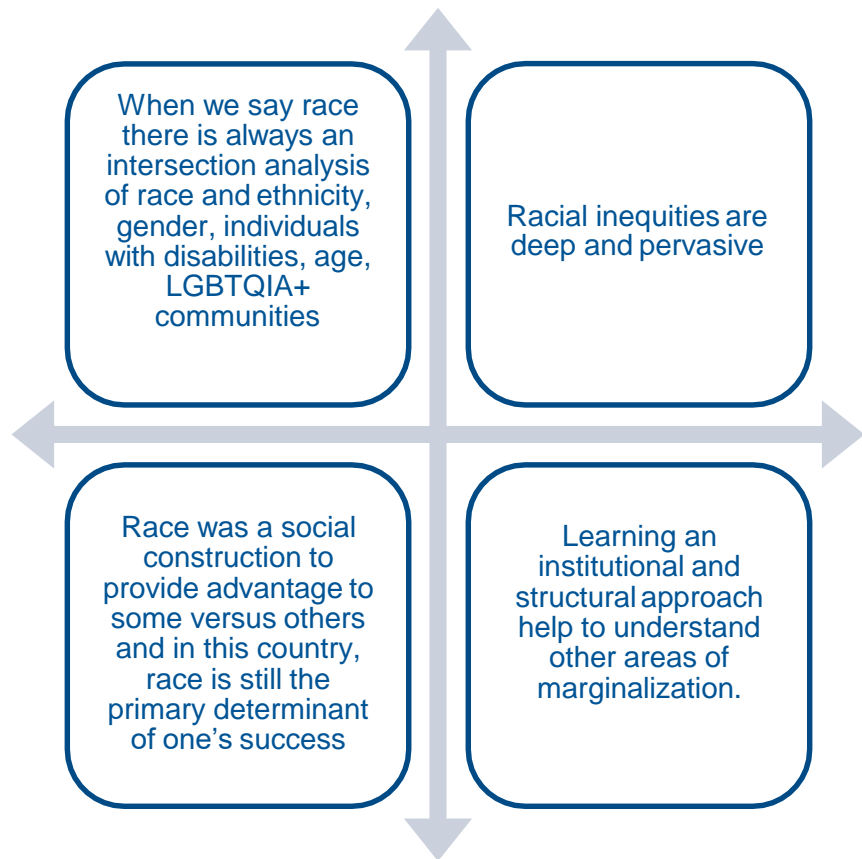 When we say race
there is always an
intersection analysis
of race and ethnicity,
gender, individuals
with disabilities, age,
LGBTQIA+
communities
Racial inequities are
deep and pervasive
Race was a social
construction to
provide advantage to
some versus others
and in this country,
race is still the
primary determinant
of one’s success
Learning an
institutional and
structural approach
help to understand
other areas of
marginalization.